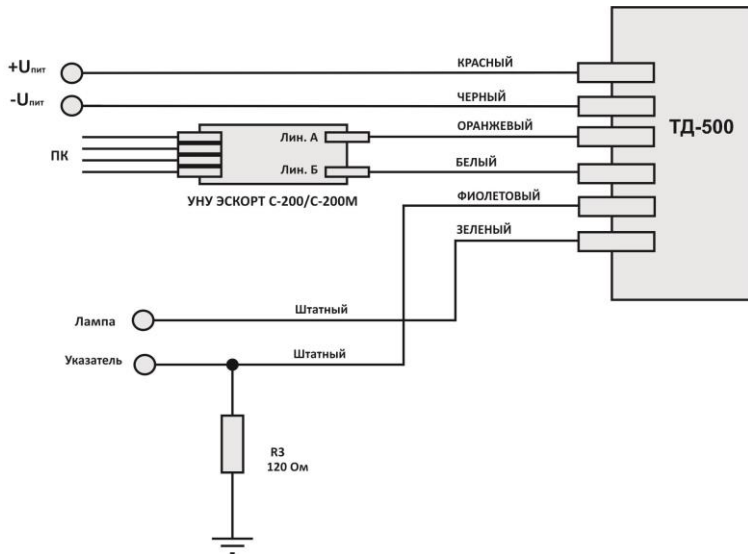 +Uпит
КРАСНЫЙ
-Uпит
ЧЕРНЫЙ
ОРАНЖЕВЫЙ
ТД-500
Лин. А
ПК
БЕЛЫЙ
Лин. Б
УНУ ЭСКОРТ С-200/С-200М
ФИОЛЕТОВЫЙ
ЗЕЛЕНЫЙ
Лампа
Штатный
Указатель
Штатный
R3
120 Ом